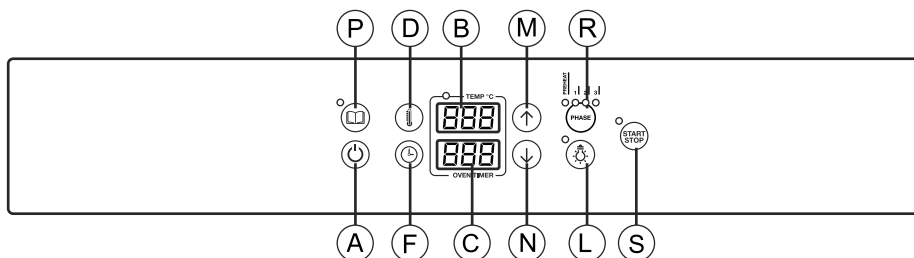 P D B M R
PREHEAT 1 2 3
TEMP °C
888
PHASE
START
STOP
888
OVEN TIMER
A F C N L S